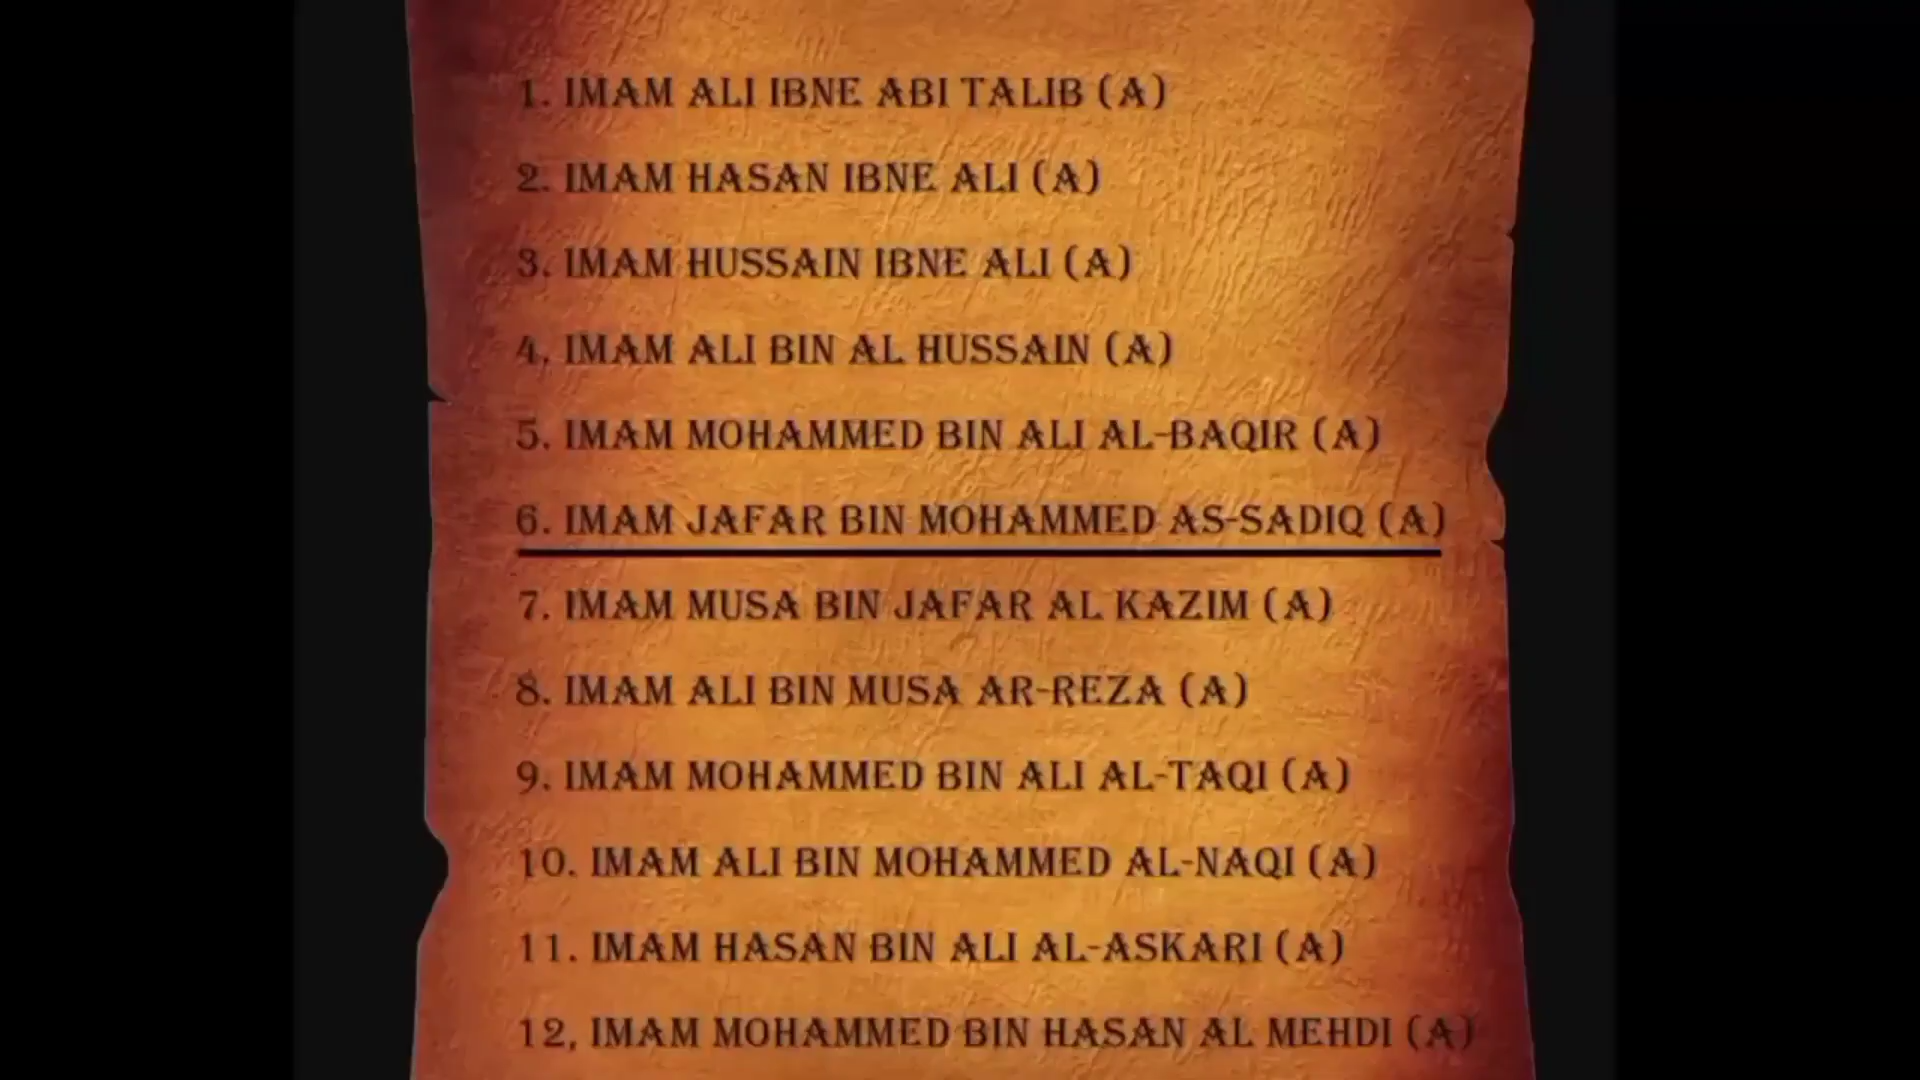 1. IMAM ALI IBNE ABI TALIB (A)
2. IMAM HASAN IBNE ALI (A)
3. IMAM HUSSAIN IBNE ALI (A)
4, IMAM ALI BIN AL HUSSAIN (A)
5. IMAM MOHAMMED BIN ALI AL-BAQIR (A)
6. IMAM JAFAR BIN MOHAMMED AS-SADIQ (A)
7. IMAM MUSA BIN JAFAR AL KAZIM (A)
8. IMAM ALI BIN MUSA AR-REZA (A)
9. IMAM MOHAMMED BIN ALI AL-TAQI (A)
10. IMAM ALI BIN MOHAMMED AL-NAQI (A)
11. IMAM HASAN BIN ALI AL-ASKARI (A)
12, IMAM MOHAMMED BIN HASAN AL MEHDI (A)